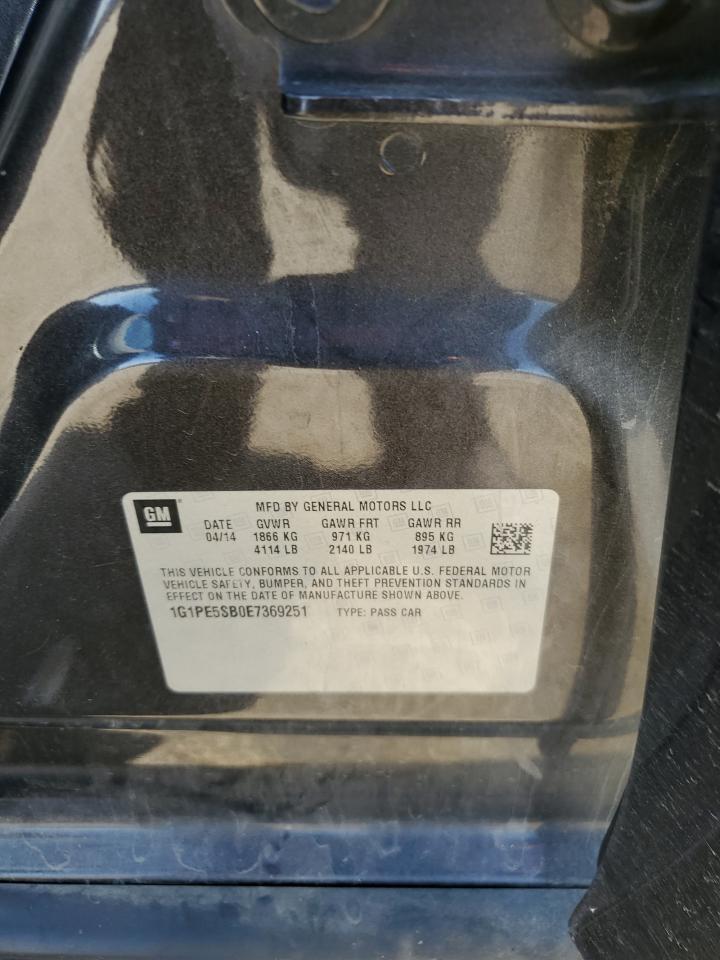 GM MFD BY GENERAL MOTORS LLC
DATE GVWR GAWR FRT GAWR RR
04/14 1866 KG 971 KG 895 KG
4114 LB 2140 LB 1974 LB
THIS VEHICLE CONFORMS TO ALL APPLICABLE U.S. FEDERAL MOTOR
VEHICLE SAFETY, BUMPER, AND THEFT PREVENTION STANDARDS IN
EFFECT ON THE DATE OF MANUFACTURE SHOWN ABOVE.
1G1PE5SB0E7369251 TYPE: PASS CAR